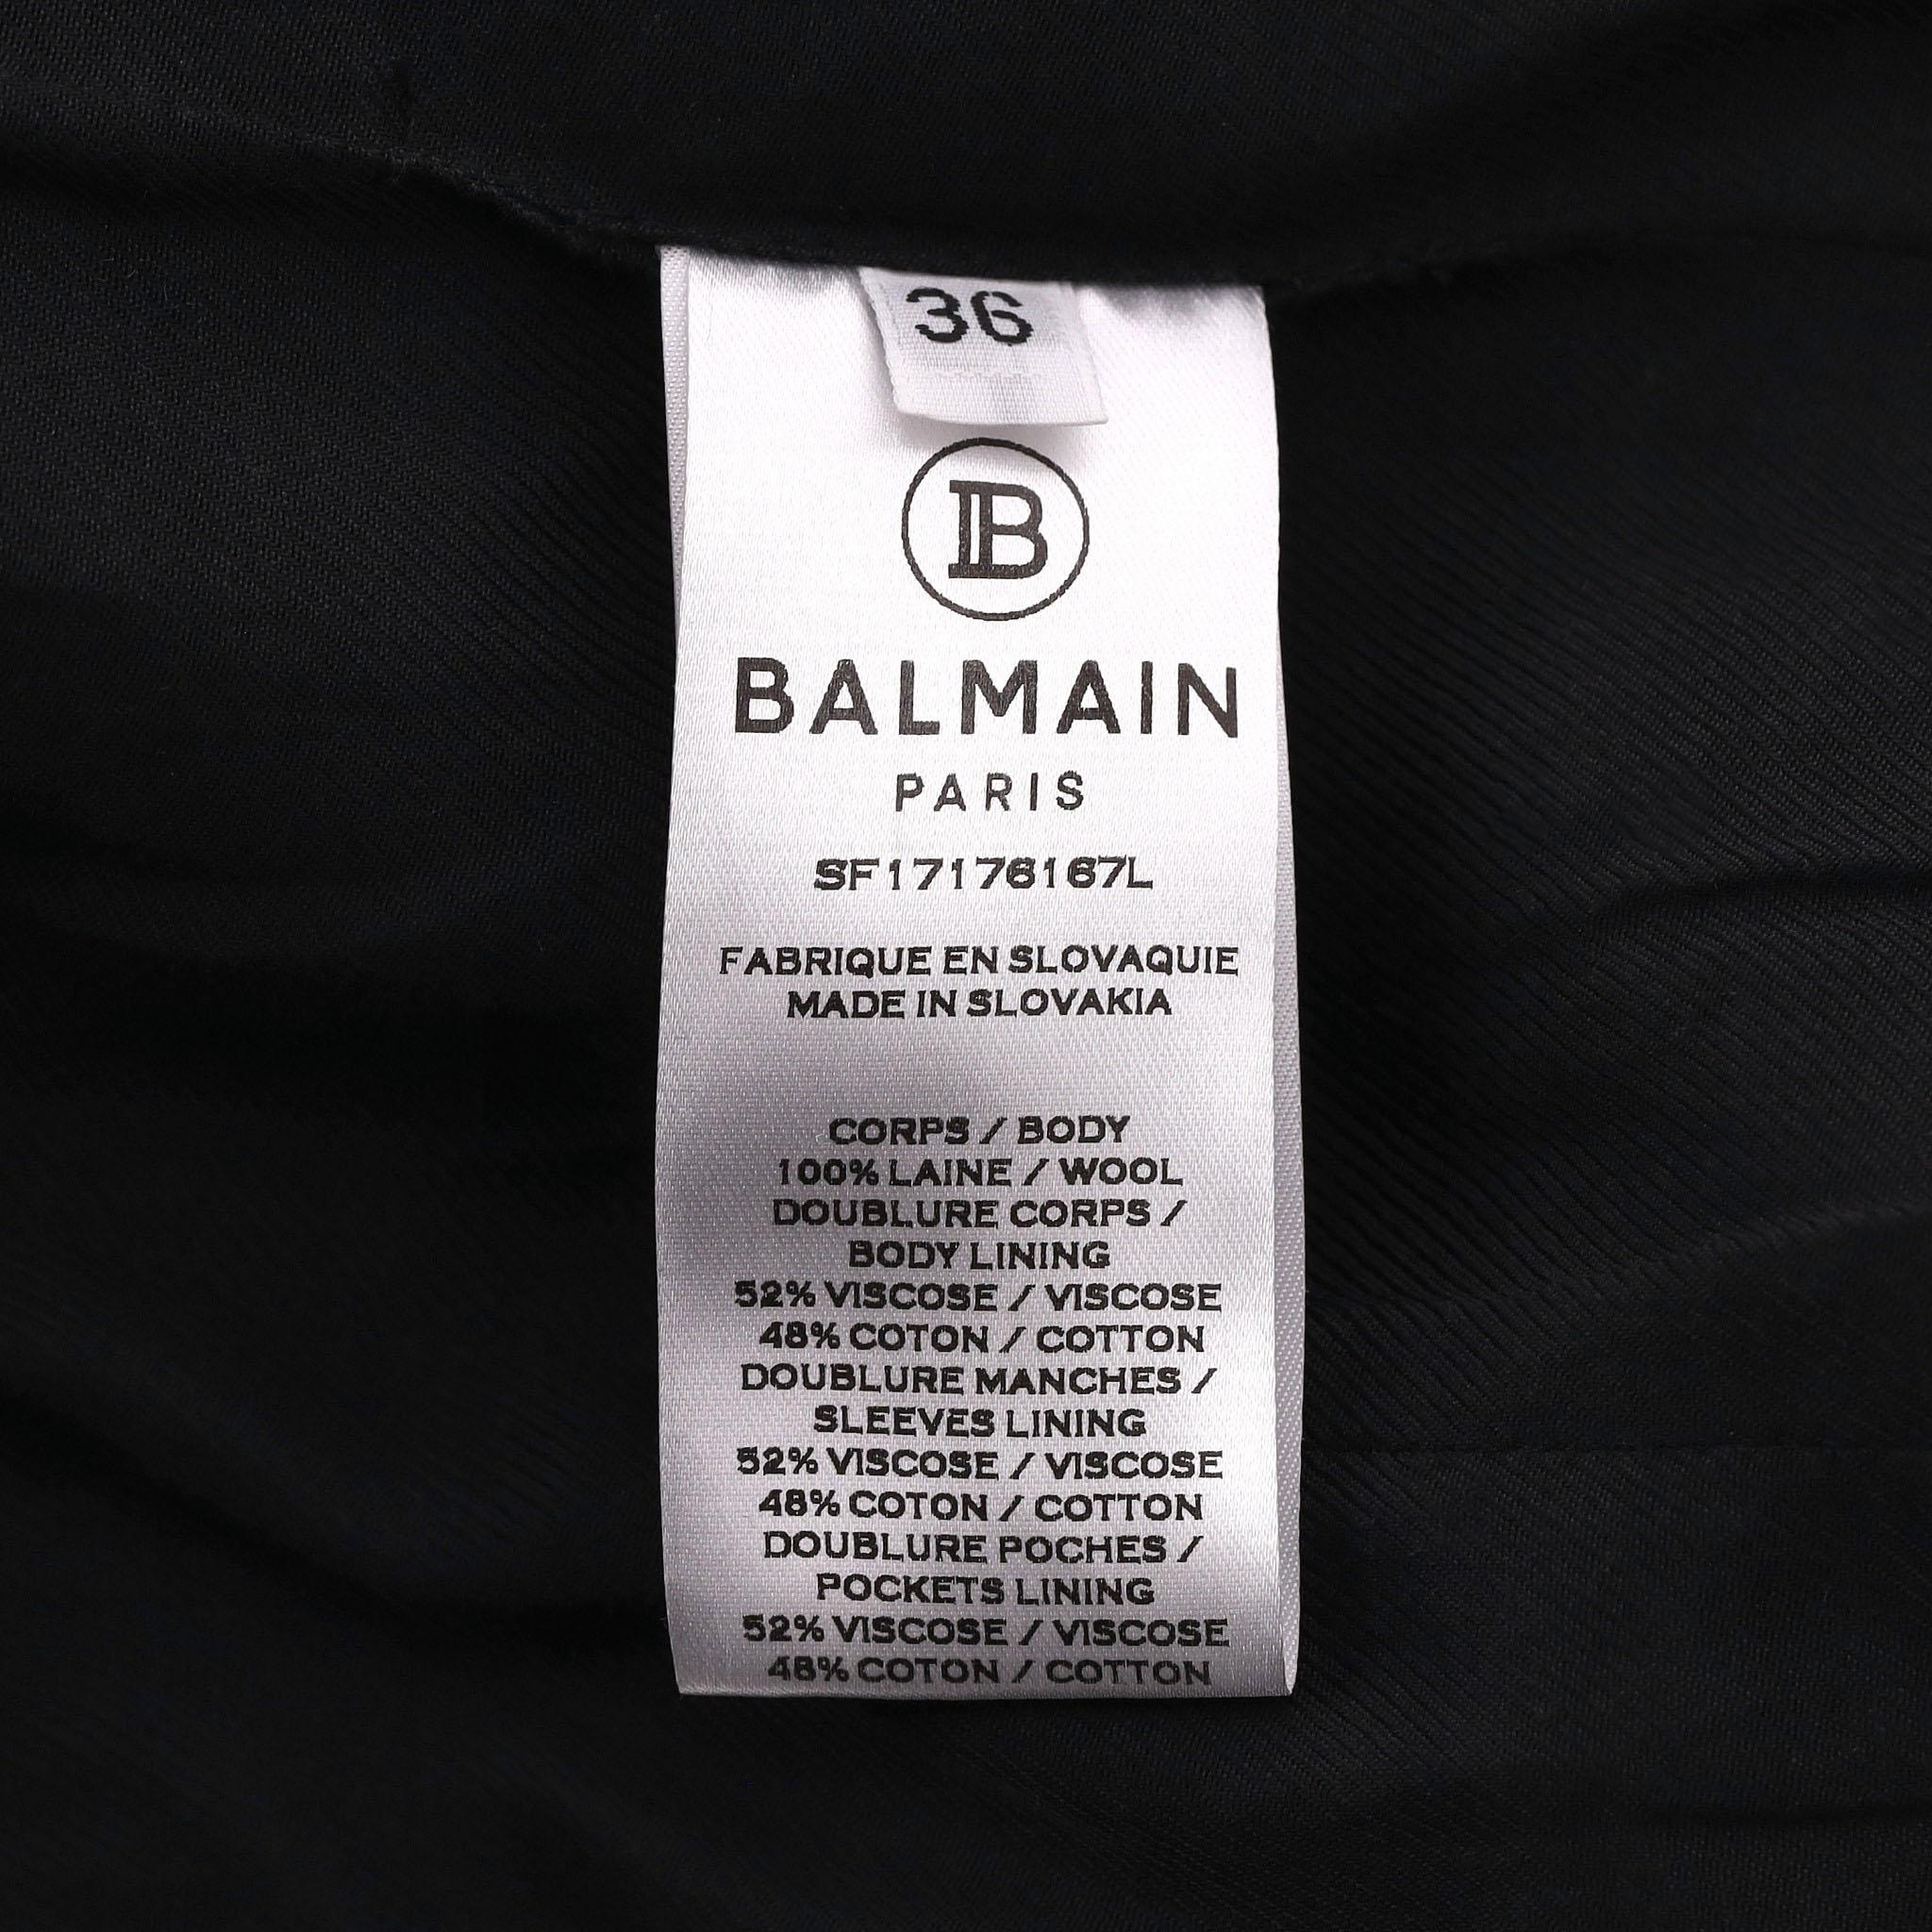 36
B
BALMAIN
PARIS
SF17176167L
FABRIQUE EN SLOVAQUIE
MADE IN SLOVAKIA
CORPS / BODY
100% LAINE / WOOL
DOUBLURE CORPS /
BODY LINING
52% VISCOSE / VISCOSE
48% COTON / COTTON
DOUBLURE MANCHES /
SLEEVES LINING
52% VISCOSE / VISCOSE
48% COTON / COTTON
DOUBLURE POCHES /
POCKETS LINING
52% VISCOSE / VISCOSE
48% COTON / COTTON